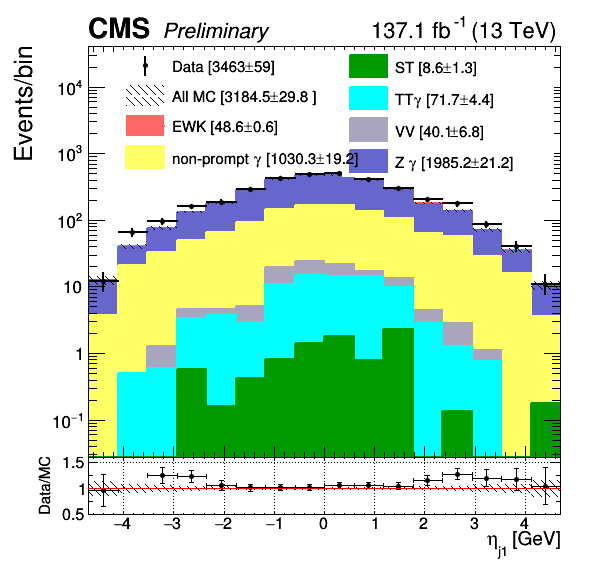 CMS Preliminary 137.1 fb⁻¹ (13 TeV)
Events/bin
Data [3463±59]
All MC [3184.5±29.8 ]
EWK [48.6±0.6]
non-prompt γ [1030.3±19.2]
ST [8.6±1.3]
TTγ [71.7±4.4]
VV [40.1±6.8]
Z γ [1985.2±21.2]
10⁴
10³
10²
10
1
10⁻¹
Data/MC
1.5
1
0.5
−4 −3 −2 −1 0 1 2 3 4
η_j1 [GeV]